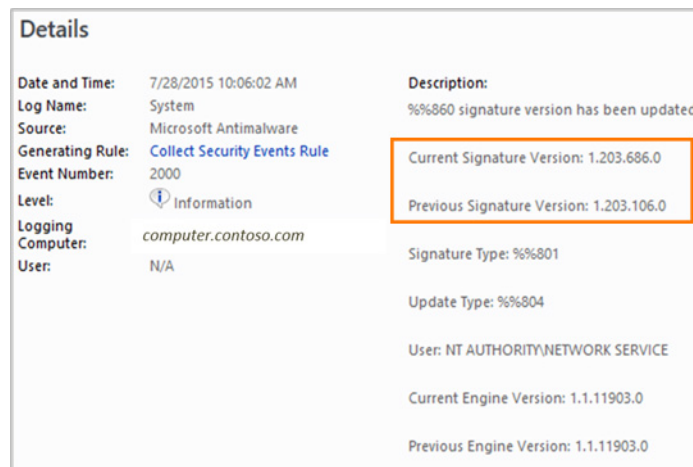 Details
Date and Time: 7/28/2015 10:06:02 AM
Log Name: System
Source: Microsoft Antimalware
Generating Rule: Collect Security Events Rule
Event Number: 2000
Level: Information
Logging
Computer: computer.contoso.com
User: N/A
Description:
%%860 signature version has been updated
Current Signature Version: 1.203.686.0
Previous Signature Version: 1.203.106.0
Signature Type: %%801
Update Type: %%804
User: NT AUTHORITY\NETWORK SERVICE
Current Engine Version: 1.1.11903.0
Previous Engine Version: 1.1.11903.0